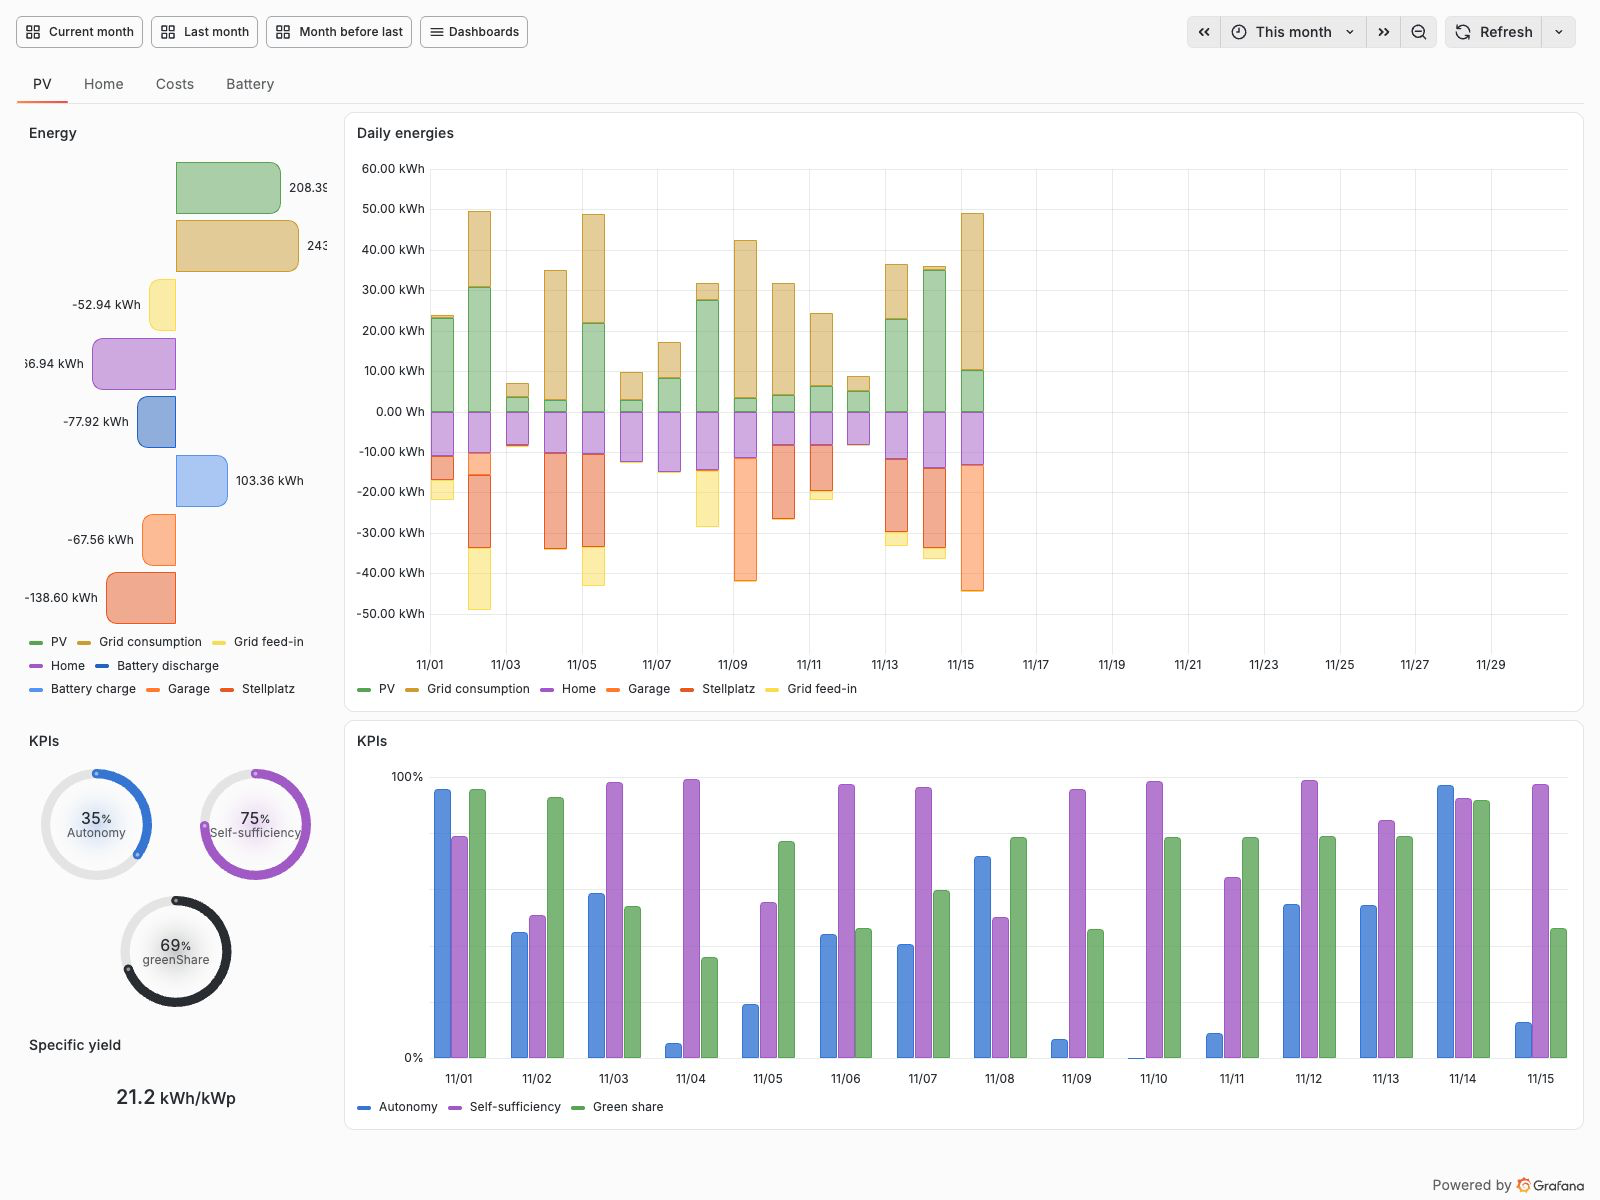 Current month Last month Month before last Dashboards This month Refresh
PV Home Costs Battery
Energy
208.39
243
-52.94 kWh
66.94 kWh
-77.92 kWh
103.36 kWh
-67.56 kWh
-138.60 kWh
PV Grid consumption Grid feed-in
Home Battery discharge
Battery charge Garage Stellplatz
Daily energies
60.00 kWh
50.00 kWh
40.00 kWh
30.00 kWh
20.00 kWh
10.00 kWh
0.00 Wh
-10.00 kWh
-20.00 kWh
-30.00 kWh
-40.00 kWh
-50.00 kWh
11/01 11/03 11/05 11/07 11/09 11/11 11/13 11/15 11/17 11/19 11/21 11/23 11/25 11/27 11/29
PV Grid consumption Home Garage Stellplatz Grid feed-in
KPIs
35%
Autonomy
75%
Self-sufficiency
69%
greenShare
Specific yield
21.2 kWh/kWp
KPIs
100%
0%
11/01 11/02 11/03 11/04 11/05 11/06 11/07 11/08 11/09 11/10 11/11 11/12 11/13 11/14 11/15
Autonomy Self-sufficiency Green share
Powered by Grafana